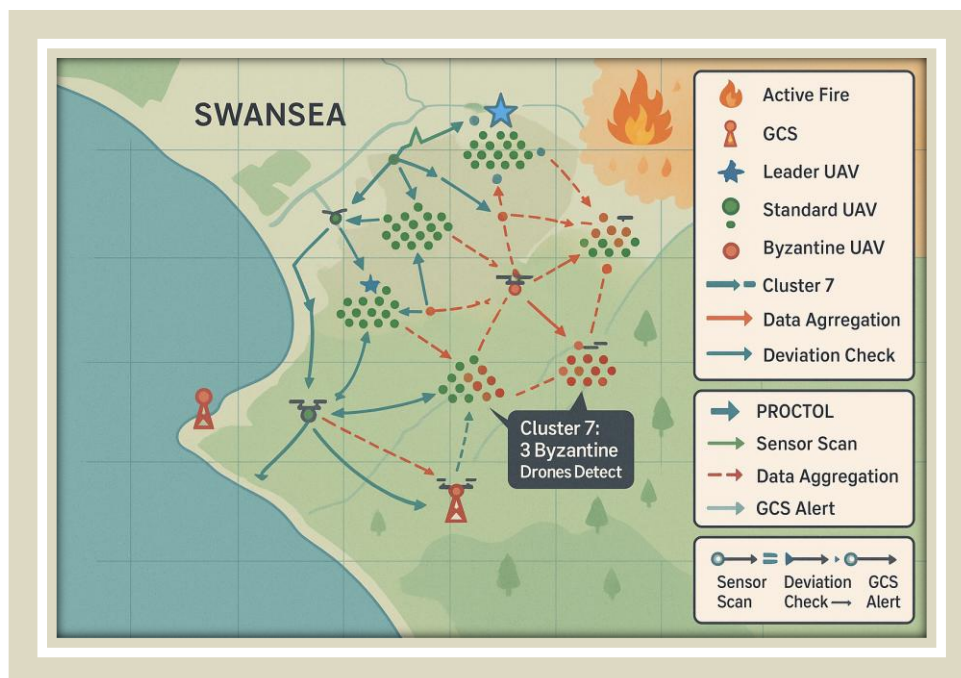 SWANSEA
Cluster 7:
3 Byzantine
Drones Detect
Active Fire
GCS
Leader UAV
Standard UAV
Byzantine UAV
Cluster 7
Data Agrregation
Deviation Check
PROCTOL
Sensor Scan
Data Aggregation
GCS Alert
Sensor Deviation GCS
Scan Check Alert